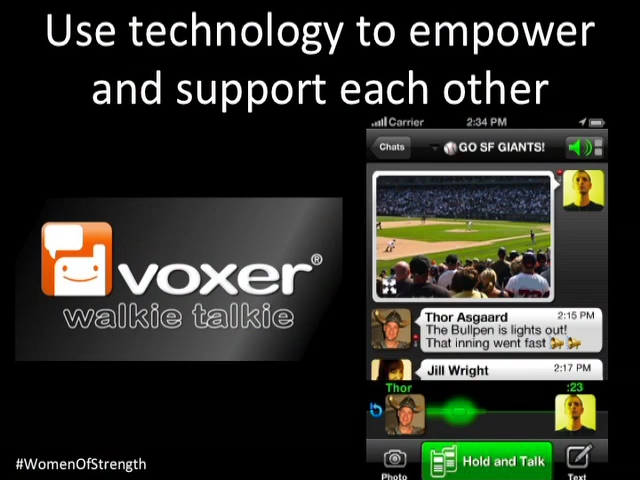 Use technology to empower
and support each other
Carrier 2:34 PM
Chats GO SF GIANTS!
voxer®
walkie talkie
Thor Asgaard 2:15 PM
The Bullpen is lights out!
That inning went fast
Jill Wright 2:17 PM
Thor :23
Hold and Talk
Photo Text
#WomenOfStrength